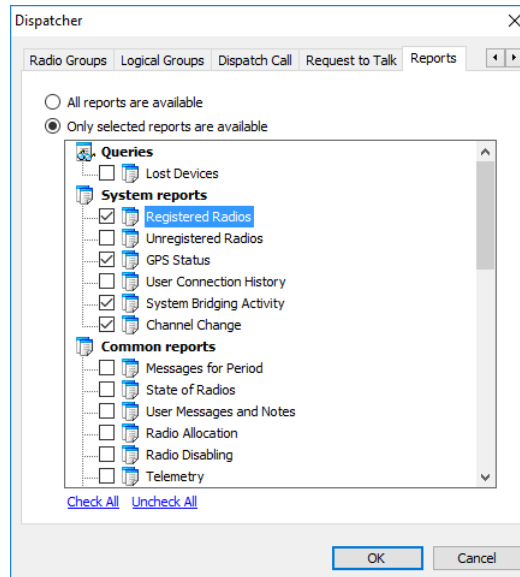 Dispatcher
Radio Groups Logical Groups Dispatch Call Request to Talk Reports
All reports are available
Only selected reports are available
Queries
Lost Devices
System reports
Registered Radios
Unregistered Radios
GPS Status
User Connection History
System Bridging Activity
Channel Change
Common reports
Messages for Period
State of Radios
User Messages and Notes
Radio Allocation
Radio Disabling
Telemetry
Check All Uncheck All
OK Cancel